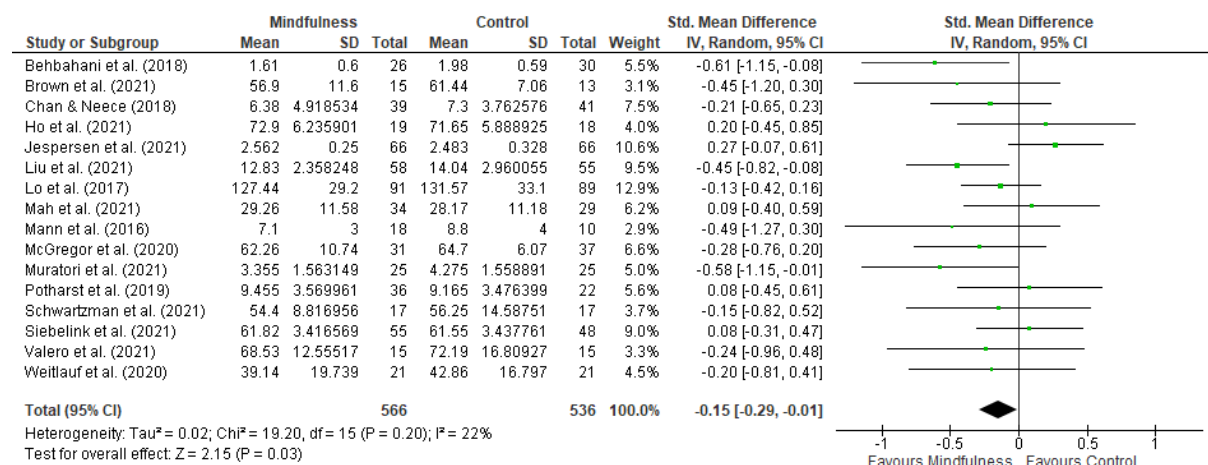 Mindfulness Control Std. Mean Difference Std. Mean Difference
Study or Subgroup Mean SD Total Mean SD Total Weight IV, Random, 95% CI IV, Random, 95% CI
Behbahani et al. (2018) 1.61 0.6 26 1.98 0.59 30 5.5% -0.61 [-1.15, -0.08]
Brown et al. (2021) 56.9 11.6 15 61.44 7.06 13 3.1% -0.45 [-1.20, 0.30]
Chan & Neece (2018) 6.38 4.918534 39 7.3 3.762576 41 7.5% -0.21 [-0.65, 0.23]
Ho et al. (2021) 72.9 6.235901 19 71.65 5.888925 18 4.0% 0.20 [-0.45, 0.85]
Jespersen et al. (2021) 2.562 0.25 66 2.483 0.328 66 10.6% 0.27 [-0.07, 0.61]
Liu et al. (2021) 12.83 2.358248 58 14.04 2.960055 55 9.2% -0.45 [-0.82, -0.08]
Lo et al. (2017) 127.44 29.2 91 131.57 33.1 89 12.9% -0.13 [-0.42, 0.16]
Mah et al. (2021) 29.26 11.58 34 28.17 11.18 29 6.2% 0.09 [-0.40, 0.59]
Mann et al. (2016) 7.1 3 18 8.8 4 10 2.9% -0.49 [-1.27, 0.30]
McGregor et al. (2020) 62.26 10.74 31 64.7 6.07 37 6.6% -0.28 [-0.76, 0.20]
Muratori et al. (2021) 3.355 1.563149 25 4.275 1.558891 25 5.0% -0.58 [-1.15, -0.01]
Potharst et al. (2019) 9.455 3.569961 36 9.165 3.476399 22 5.6% 0.08 [-0.45, 0.61]
Schwartzman et al. (2021) 54.4 8.816956 17 56.25 14.58751 17 3.7% -0.15 [-0.82, 0.52]
Siebelink et al. (2021) 61.82 3.416569 55 61.55 3.437761 48 9.0% 0.08 [-0.31, 0.47]
Valero et al. (2021) 68.53 12.55517 15 72.19 16.80927 15 3.3% -0.24 [-0.96, 0.48]
Weitlauf et al. (2020) 39.14 19.739 21 42.86 16.797 21 4.5% -0.20 [-0.81, 0.41]
Total (95% CI) 566 536 100.0% -0.15 [-0.29, -0.01]
Heterogeneity: Tau² = 0.02; Chi² = 19.20, df = 15 (P = 0.20); I² = 22%
Test for overall effect: Z = 2.15 (P = 0.03)
-1 -0.5 0 0.5 1
Favours Mindfulness Favours Control